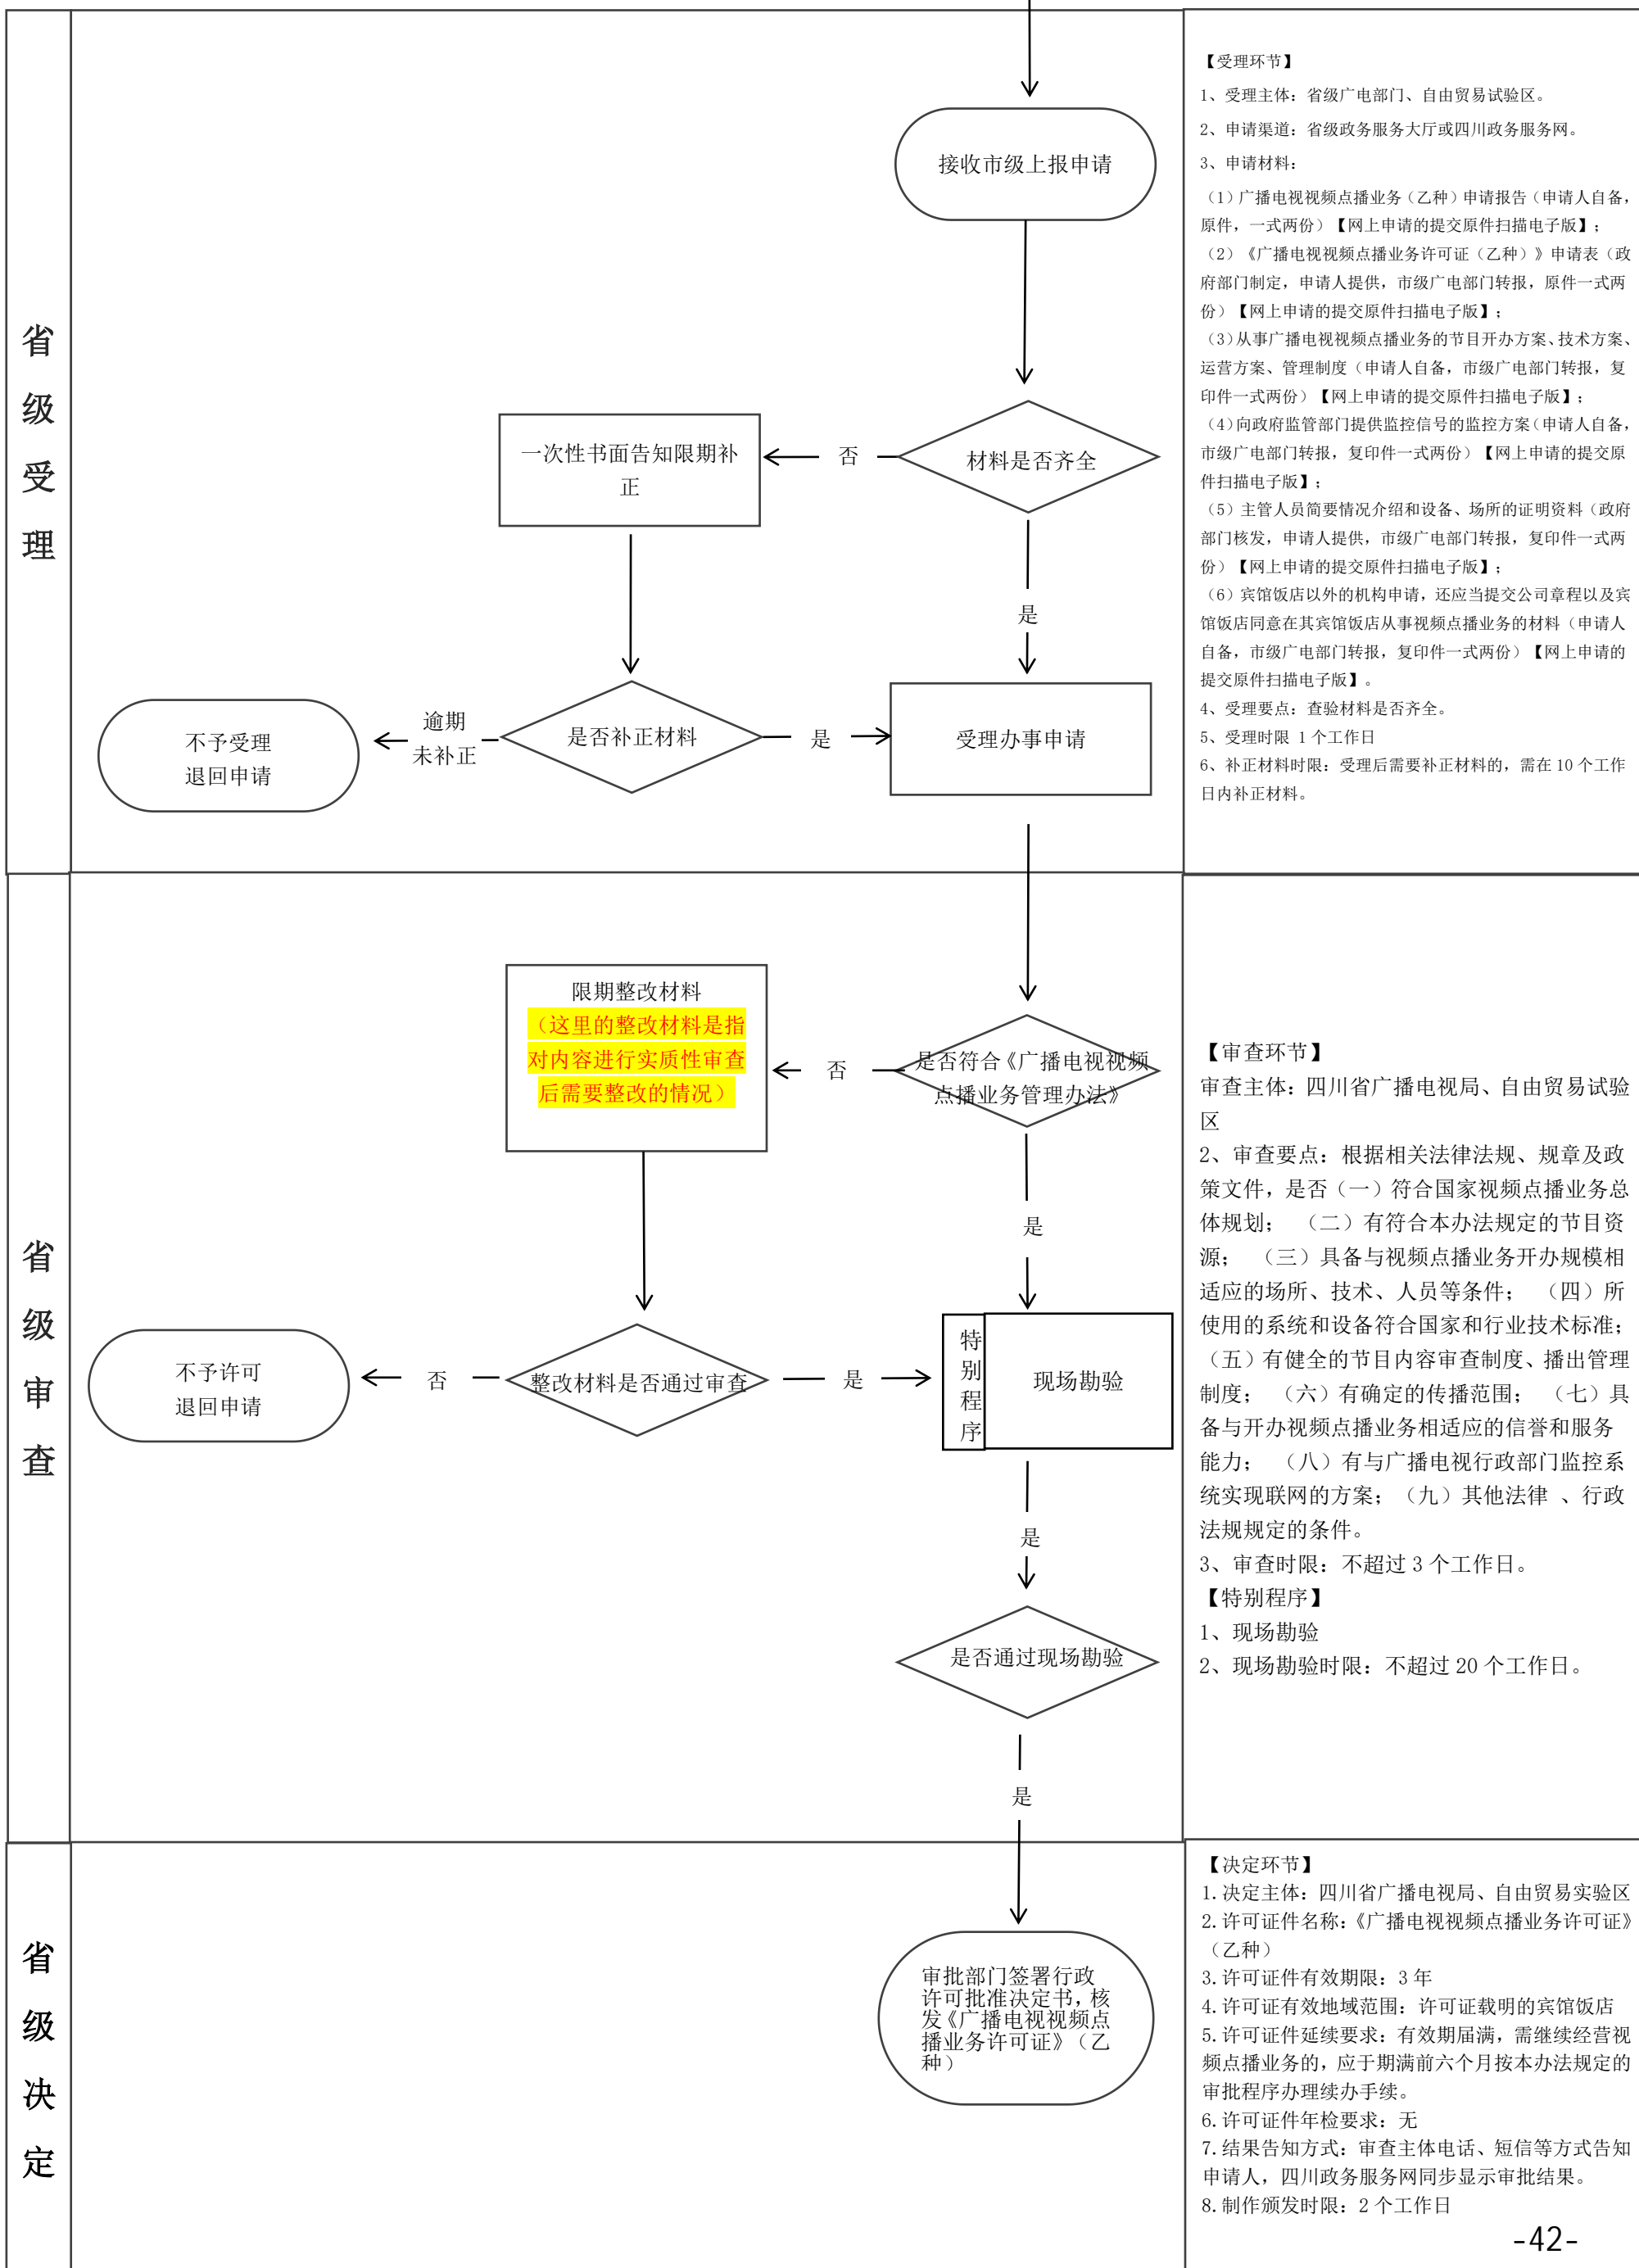 省
级
受
理
接收市级上报申请
材料是否齐全
否
一次性书面告知限期补
正
是
是否补正材料
逾期
未补正
不予受理
退回申请
是
受理办事申请
【受理环节】
1、受理主体：省级广电部门、自由贸易试验区。
2、申请渠道：省级政务服务大厅或四川政务服务网。
3、申请材料：
（1）广播电视视频点播业务（乙种）申请报告（申请人自备，
原件，一式两份）【网上申请的提交原件扫描电子版】；
（2）《广播电视视频点播业务许可证（乙种）》申请表（政
府部门制定，申请人提供，市级广电部门转报，原件一式两
份）【网上申请的提交原件扫描电子版】；
（3）从事广播电视视频点播业务的节目开办方案、技术方案、
运营方案、管理制度（申请人自备，市级广电部门转报，复
印件一式两份）【网上申请的提交原件扫描电子版】；
（4）向政府监管部门提供监控信号的监控方案（申请人自备，
市级广电部门转报，复印件一式两份）【网上申请的提交原
件扫描电子版】；
（5）主管人员简要情况介绍和设备、场所的证明资料（政府
部门核发，申请人提供，市级广电部门转报，复印件一式两
份）【网上申请的提交原件扫描电子版】；
（6）宾馆饭店以外的机构申请，还应当提交公司章程以及宾
馆饭店同意在其宾馆饭店从事视频点播业务的材料（申请人
自备，市级广电部门转报，复印件一式两份）【网上申请的
提交原件扫描电子版】。
4、受理要点：查验材料是否齐全。
5、受理时限 1 个工作日
6、补正材料时限：受理后需要补正材料的，需在 10 个工作
日内补正材料。
省
级
审
查
是否符合《广播电视视频
点播业务管理办法》
否
限期整改材料
（这里的整改材料是指
对内容进行实质性审查
后需要整改的情况）
是
整改材料是否通过审查
否
不予许可
退回申请
是
特
别
程
序
现场勘验
是
是否通过现场勘验
是
【审查环节】
审查主体：四川省广播电视局、自由贸易试验
区
2、审查要点：根据相关法律法规、规章及政
策文件，是否（一）符合国家视频点播业务总
体规划； （二）有符合本办法规定的节目资
源； （三）具备与视频点播业务开办规模相
适应的场所、技术、人员等条件； （四）所
使用的系统和设备符合国家和行业技术标准；
（五）有健全的节目内容审查制度、播出管理
制度； （六）有确定的传播范围； （七）具
备与开办视频点播业务相适应的信誉和服务
能力； （八）有与广播电视行政部门监控系
统实现联网的方案；（九）其他法律 、行政
法规规定的条件。
3、审查时限：不超过 3 个工作日。
【特别程序】
1、现场勘验
2、现场勘验时限：不超过 20 个工作日。
省
级
决
定
审批部门签署行政
许可批准决定书，核
发《广播电视视频点
播业务许可证》（乙
种）
【决定环节】
1.决定主体：四川省广播电视局、自由贸易实验区
2.许可证件名称：《广播电视视频点播业务许可证》
（乙种）
3.许可证件有效期限：3 年
4.许可证有效地域范围：许可证载明的宾馆饭店
5.许可证件延续要求：有效期届满，需继续经营视
频点播业务的，应于期满前六个月按本办法规定的
审批程序办理续办手续。
6.许可证件年检要求：无
7.结果告知方式：审查主体电话、短信等方式告知
申请人，四川政务服务网同步显示审批结果。
8.制作颁发时限：2 个工作日
-42-